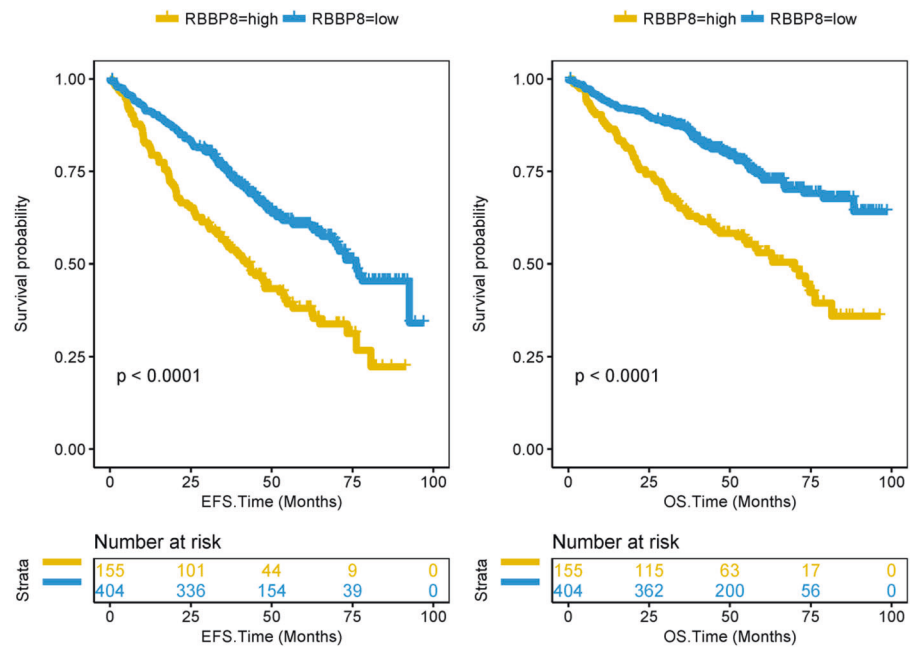 RBBP8=high RBBP8=low
1.00
0.75
0.50
0.25
0.00
Survival probability
p < 0.0001
0 25 50 75 100
EFS.Time (Months)
Number at risk
Strata
155 101 44 9 0
404 336 154 39 0
0 25 50 75 100
EFS.Time (Months)
RBBP8=high RBBP8=low
1.00
0.75
0.50
0.25
0.00
Survival probability
p < 0.0001
0 25 50 75 100
OS.Time (Months)
Number at risk
Strata
155 115 63 17 0
404 362 200 56 0
0 25 50 75 100
OS.Time (Months)